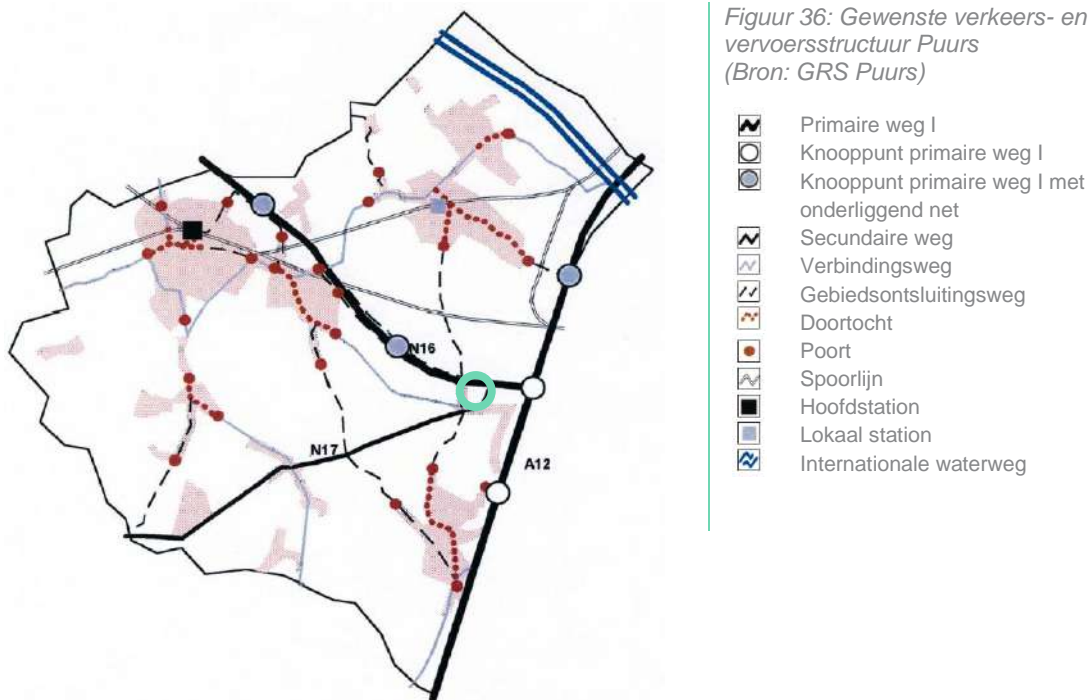 Figuur 36: Gewenste verkeers- en
vervoersstructuur Puurs
(Bron: GRS Puurs)
Primaire weg I
Knooppunt primaire weg I
Knooppunt primaire weg I met
onderliggend net
Secundaire weg
Verbindingsweg
Gebiedsontsluitingsweg
Doortocht
Poort
Spoorlijn
Hoofdstation
Lokaal station
Internationale waterweg
N16
N17
A12